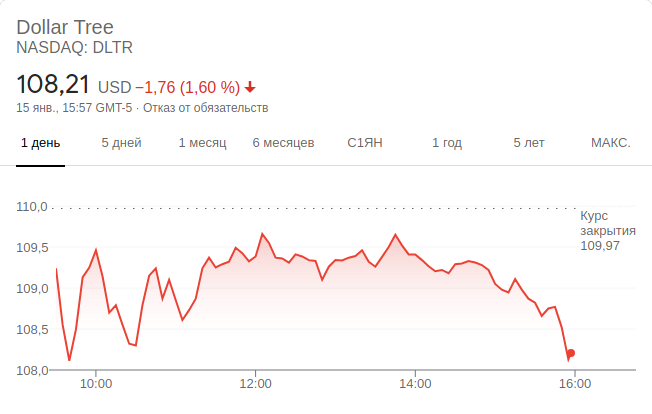 Dollar Tree
NASDAQ: DLTR
108,21 USD −1,76 (1,60 %)
15 янв., 15:57 GMT-5 · Отказ от обязательств
1 день 5 дней 1 месяц 6 месяцев С1ЯН 1 год 5 лет МАКС.
110,0
Курс
закрытия
109,97
109,5
109,0
108,5
108,0
10:00 12:00 14:00 16:00